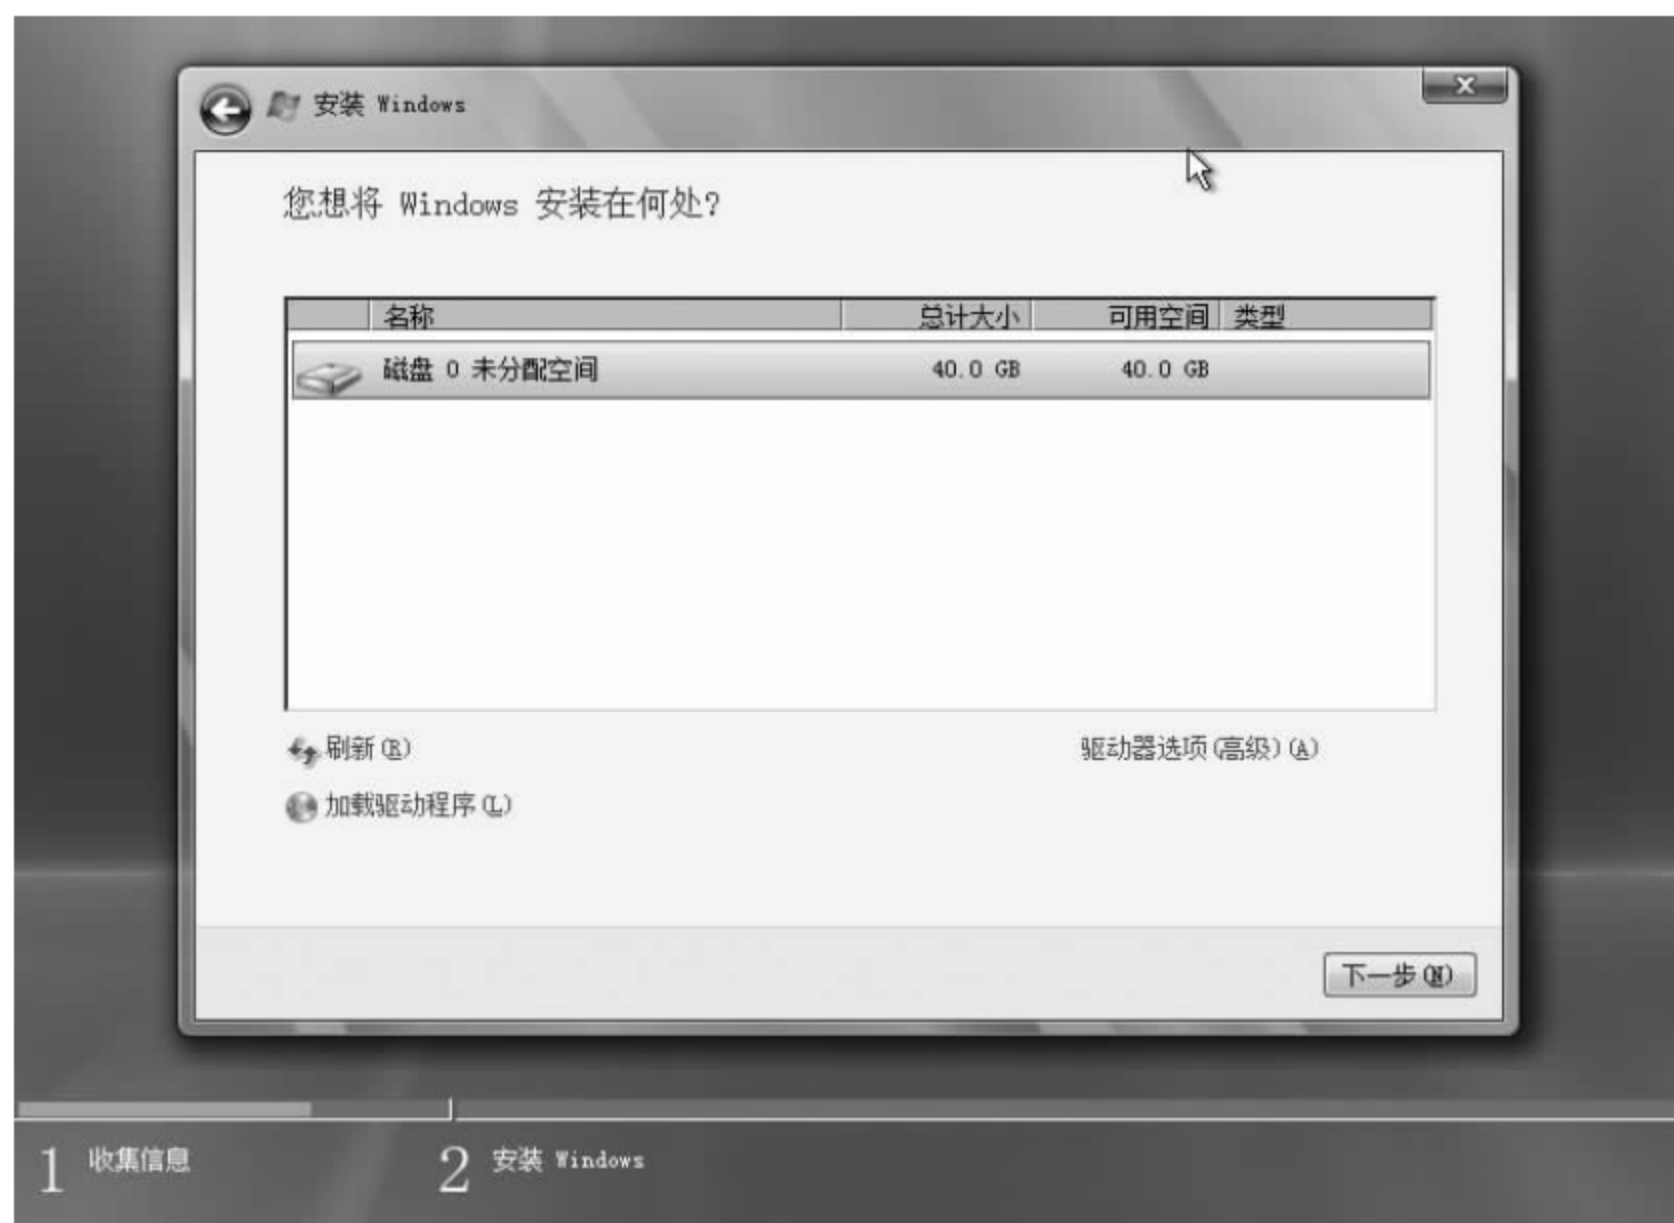 安装 Windows
您想将 Windows 安装在何处?
名称 总计大小 可用空间 类型
磁盘 0 未分配空间 40.0 GB 40.0 GB
刷新(R) 驱动器选项(高级)(A)
加载驱动程序(L)
下一步(N)
1 收集信息 2 安装 Windows